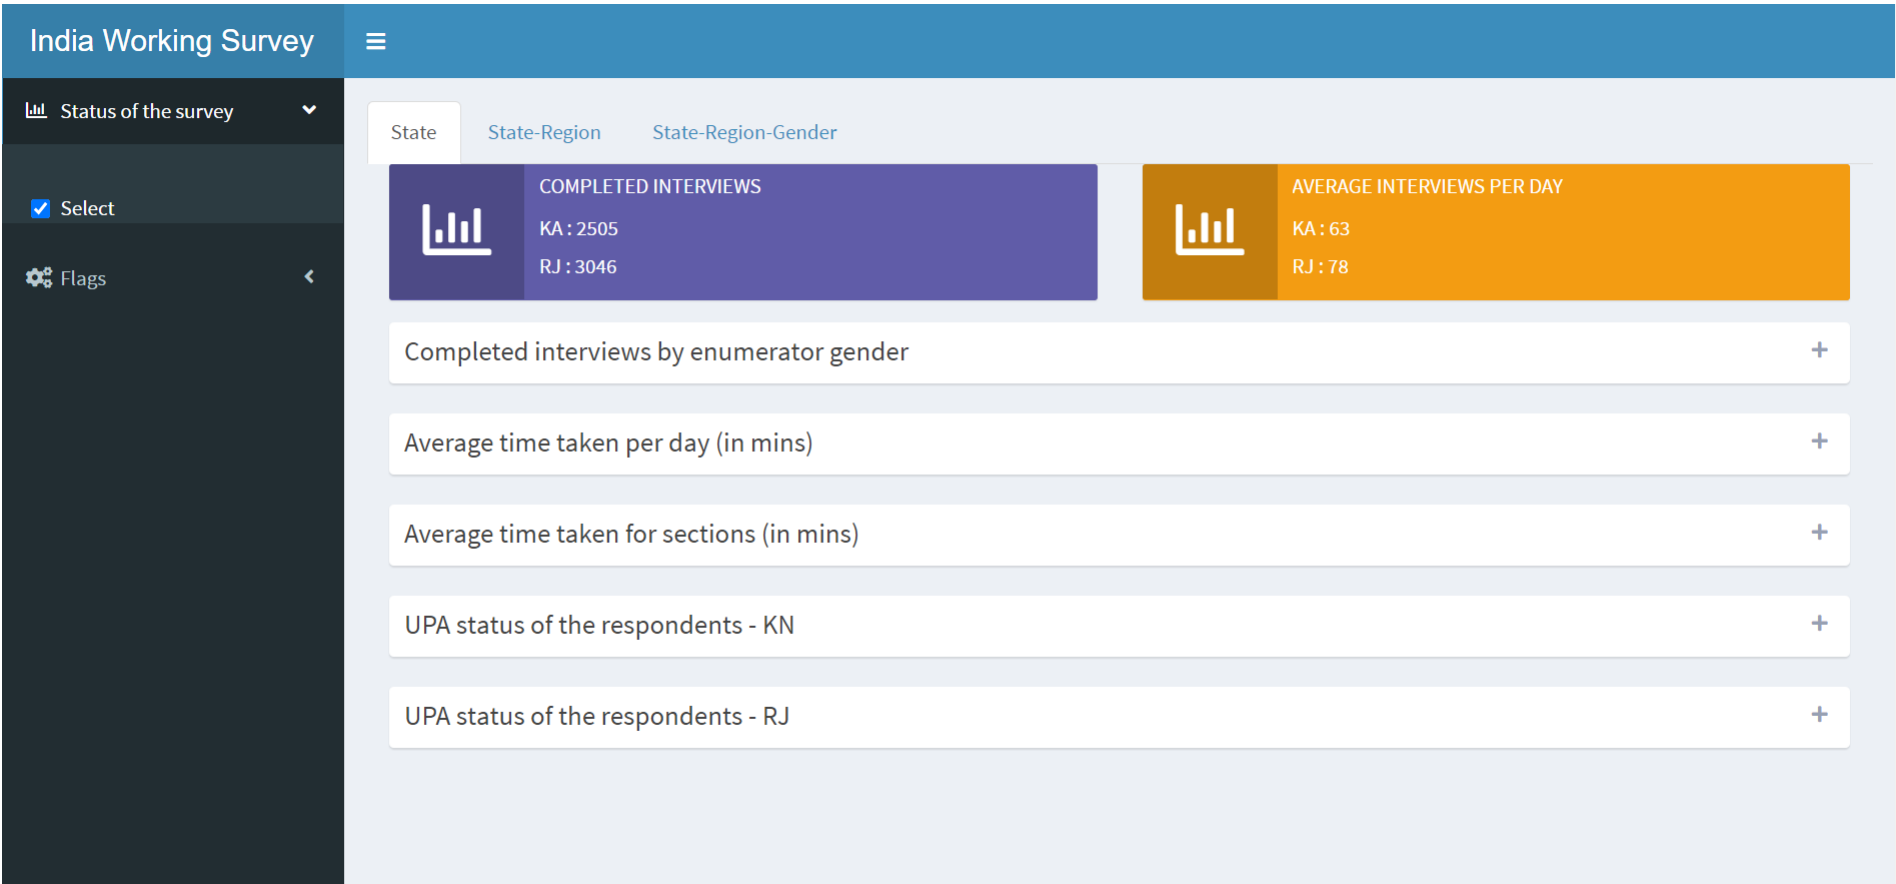 India Working Survey
Status of the survey
Select
Flags
State State-Region State-Region-Gender
COMPLETED INTERVIEWS
KA : 2505
RJ : 3046
AVERAGE INTERVIEWS PER DAY
KA : 63
RJ : 78
Completed interviews by enumerator gender
Average time taken per day (in mins)
Average time taken for sections (in mins)
UPA status of the respondents - KN
UPA status of the respondents - RJ